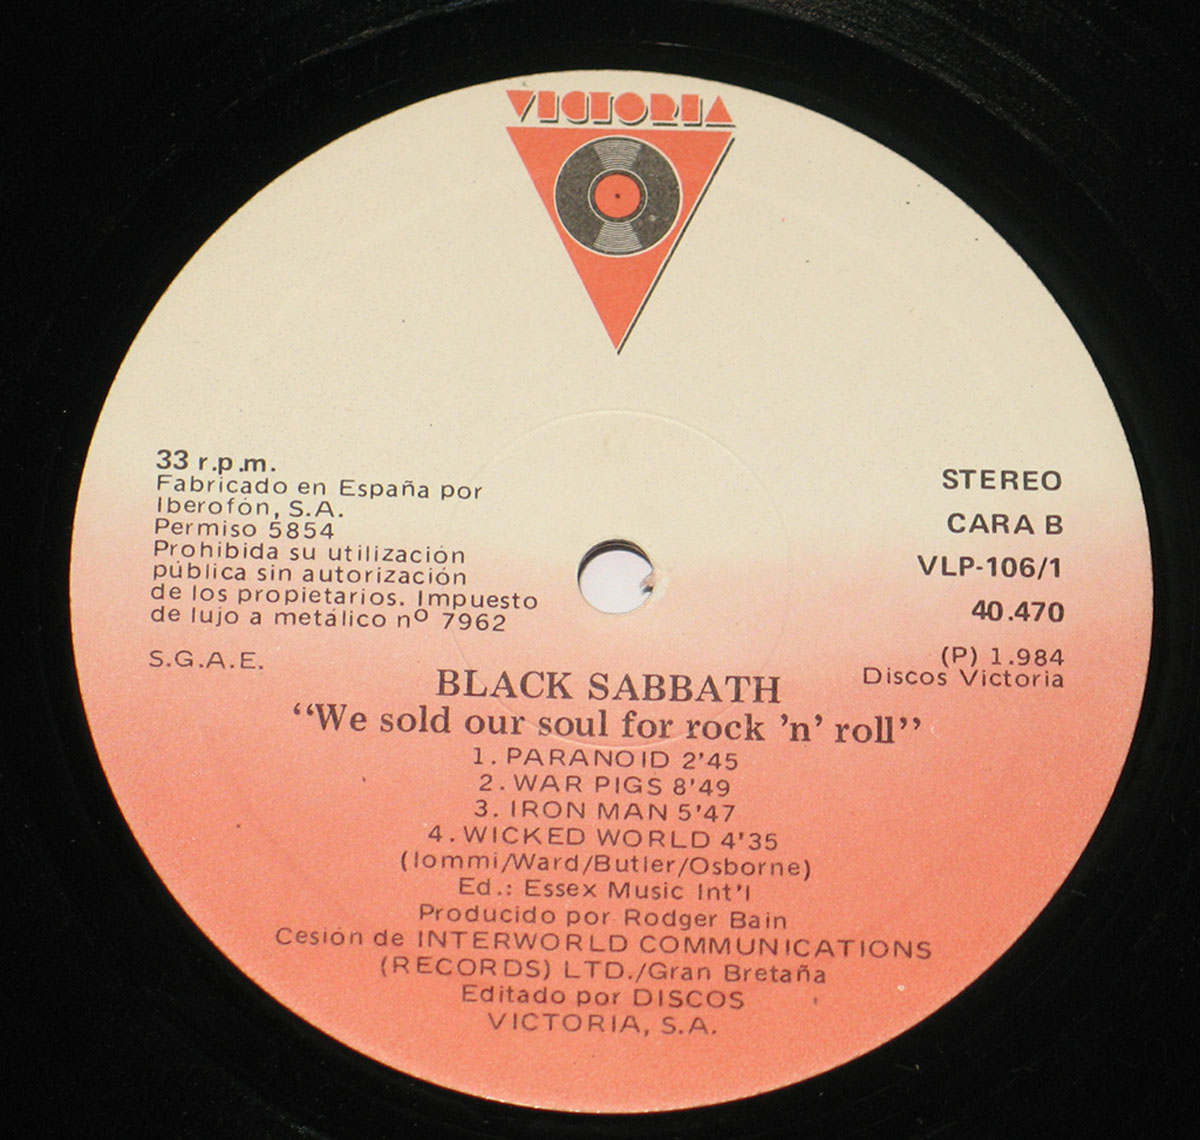 VICTORIA
33 r.p.m.
Fabricado en España por
Iberofón, S.A.
Permiso 5854
Prohibida su utilización
pública sin autorización
de los propietarios. Impuesto
de lujo a metálico nº 7962
S.G.A.E.
STEREO
CARA B
VLP-106/1
40.470
(P) 1.984
Discos Victoria
BLACK SABBATH
“We sold our soul for rock ’n’ roll”
1. PARANOID 2'45
2. WAR PIGS 8'49
3. IRON MAN 5'47
4. WICKED WORLD 4'35
(Iommi/Ward/Butler/Osborne)
Ed.: Essex Music Int'l
Producido por Rodger Bain
Cesión de INTERWORLD COMMUNICATIONS
(RECORDS) LTD./Gran Bretaña
Editado por DISCOS
VICTORIA, S.A.